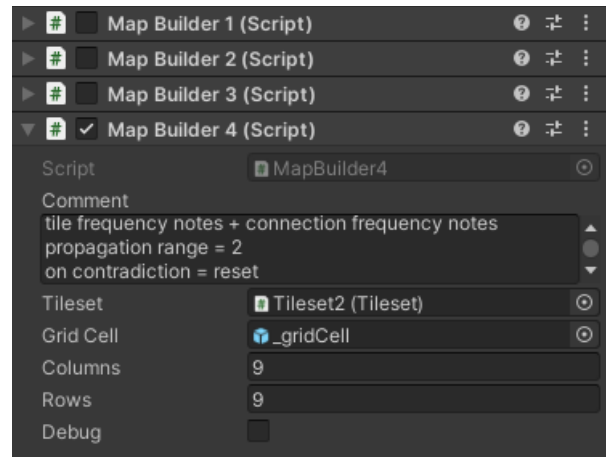 # Map Builder 1 (Script)
# Map Builder 2 (Script)
# Map Builder 3 (Script)
# Map Builder 4 (Script)
Script MapBuilder4
Comment
tile frequency notes + connection frequency notes
propagation range = 2
on contradiction = reset
Tileset # Tileset2 (Tileset)
Grid Cell _gridCell
Columns 9
Rows 9
Debug